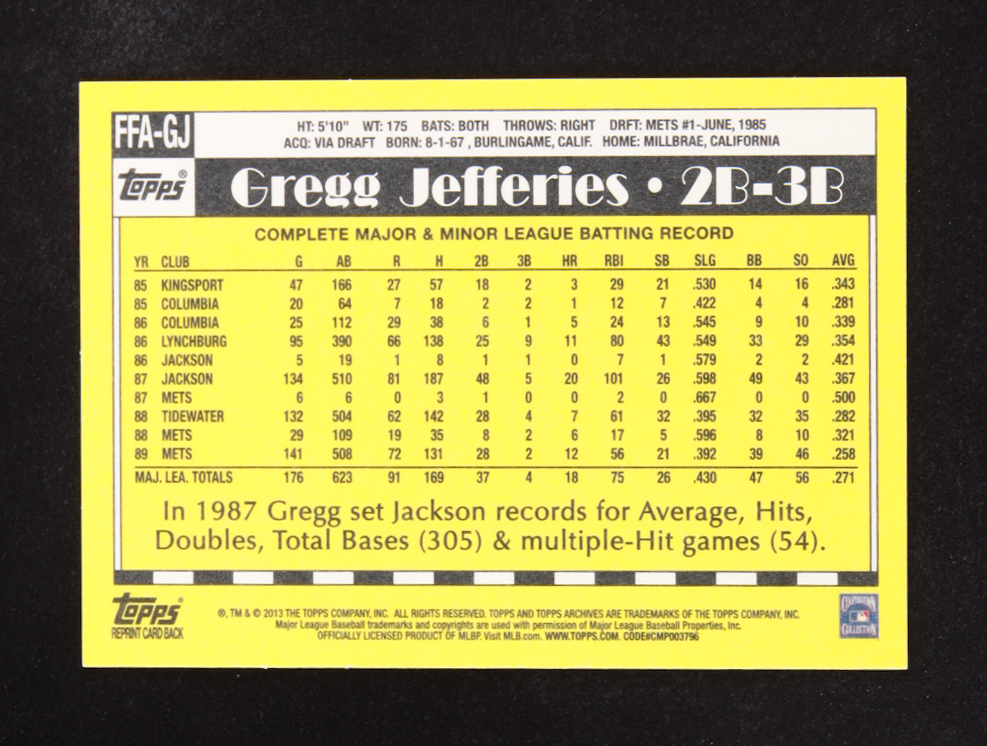 FFA-GJ
HT: 5'10" WT: 175 BATS: BOTH THROWS: RIGHT DRFT: METS #1-JUNE, 1985
ACQ: VIA DRAFT BORN: 8-1-67 , BURLINGAME, CALIF. HOME: MILLBRAE, CALIFORNIA
Topps®
Gregg Jefferies • 2B-3B
COMPLETE MAJOR & MINOR LEAGUE BATTING RECORD
YR CLUB G AB R H 2B 3B HR RBI SB SLG BB SO AVG
85 KINGSPORT 47 166 27 57 18 2 3 29 21 .530 14 16 .343
85 COLUMBIA 20 64 7 18 2 2 1 12 7 .422 4 4 .281
86 COLUMBIA 25 112 29 38 6 1 5 24 13 .545 9 10 .339
86 LYNCHBURG 95 390 66 138 25 9 11 80 43 .549 33 29 .354
86 JACKSON 5 19 1 8 1 1 0 7 1 .579 2 2 .421
87 JACKSON 134 510 81 187 48 5 20 101 26 .598 49 43 .367
87 METS 6 6 0 3 1 0 0 2 0 .667 0 0 .500
88 TIDEWATER 132 504 62 142 28 4 7 61 32 .395 32 35 .282
88 METS 29 109 19 35 8 2 6 17 5 .596 8 10 .321
89 METS 141 508 72 131 28 2 12 56 21 .392 39 46 .258
MAJ. LEA. TOTALS 176 623 91 169 37 4 18 75 26 .430 47 56 .271
In 1987 Gregg set Jackson records for Average, Hits,
Doubles, Total Bases (305) & multiple-Hit games (54).
Topps®
REPRINT CARD BACK
®, TM & © 2013 THE TOPPS COMPANY, INC. ALL RIGHTS RESERVED. TOPPS AND TOPPS ARCHIVES ARE TRADEMARKS OF THE TOPPS COMPANY, INC.
Major League Baseball trademarks and copyrights are used with permission of Major League Baseball Properties, Inc.
OFFICIALLY LICENSED PRODUCT OF MLBP. Visit MLB.com. WWW.TOPPS.COM. CODE#CMP003796
COOPERSTOWN
COLLECTION